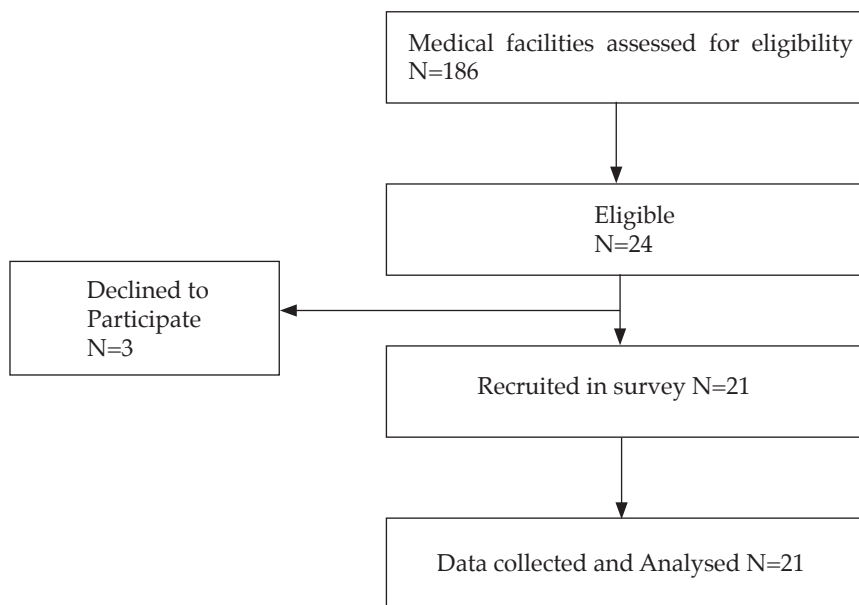 Medical facilities assessed for eligibility
N=186
Eligible
N=24
Declined to
Participate
N=3
Recruited in survey N=21
Data collected and Analysed N=21